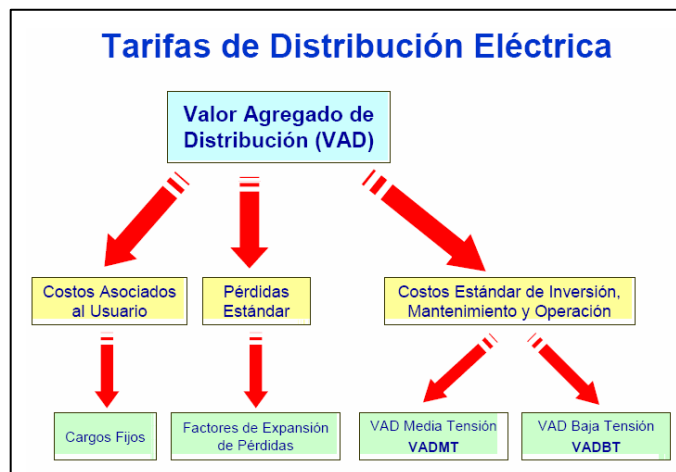 Tarifas de Distribución Eléctrica
Valor Agregado de
Distribución (VAD)
Costos Asociados
al Usuario
Pérdidas
Estándar
Costos Estándar de Inversión,
Mantenimiento y Operación
Cargos Fijos
Factores de Expansión
de Pérdidas
VAD Media Tensión
VADMT
VAD Baja Tensión
VADBT